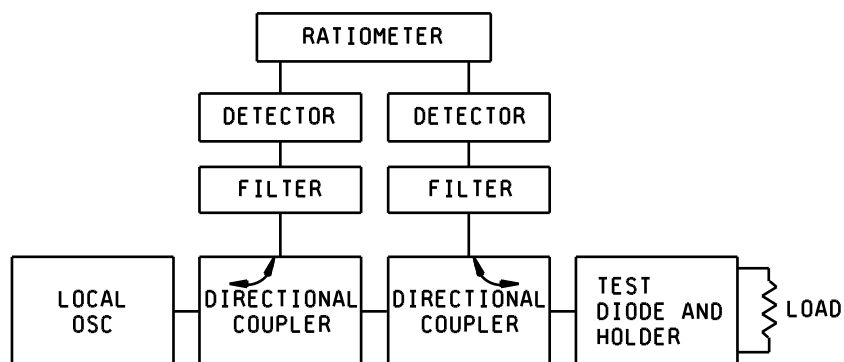 RATIOMETER
DETECTOR
DETECTOR
FILTER
FILTER
LOCAL
OSC
DIRECTIONAL
COUPLER
DIRECTIONAL
COUPLER
TEST
DIODE AND
HOLDER
LOAD